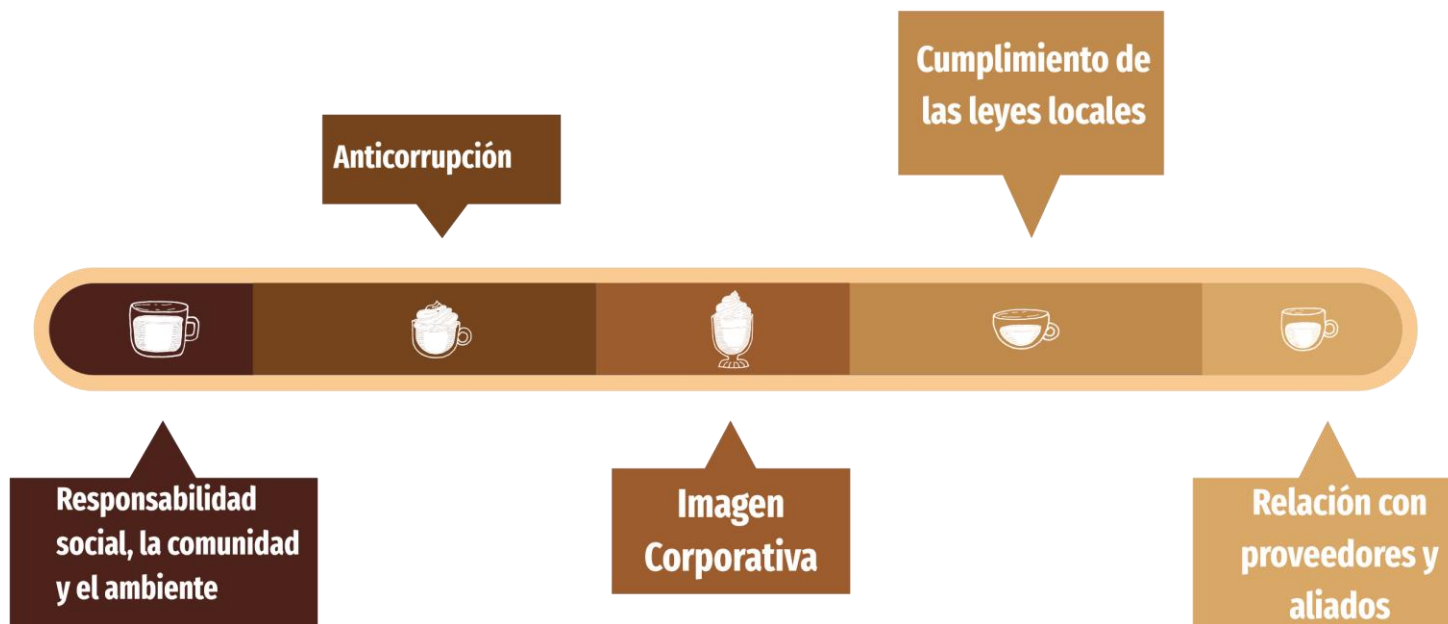 Cumplimiento de
las leyes locales
Anticorrupción
Responsabilidad
social, la comunidad
y el ambiente
Imagen
Corporativa
Relación con
proveedores y
aliados